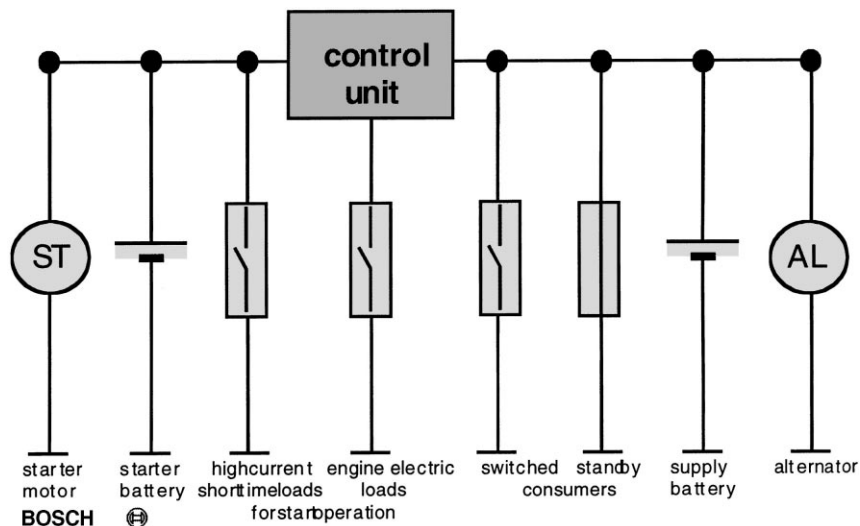 control
unit
ST
AL
starter
motor
starter
battery
highcurrent
shorttimeloads
engine electric
loads
forstartoperation
switched
standby
consumers
supply
battery
alternator
BOSCH